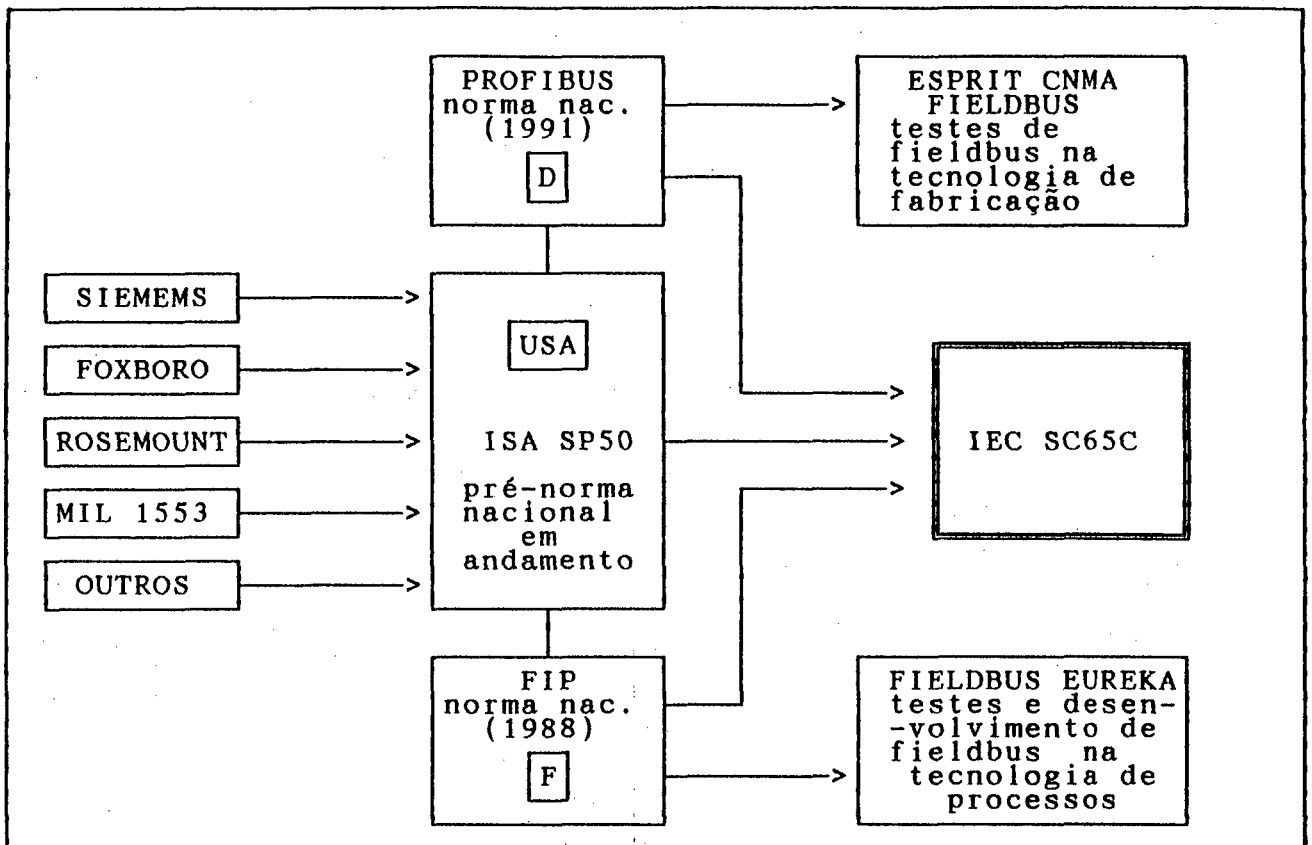 PROFIBUS
norma nac.
(1991)
D
ESPRIT CNMA
FIELDBUS
testes de
fieldbus na
tecnologia de
fabricação
SIEMEMS
FOXBORO
ROSEMOUNT
MIL 1553
OUTROS
USA
ISA SP50
pré-norma
nacional
em
andamento
IEC SC65C
FIP
norma nac.
(1988)
F
FIELDBUS EUREKA
testes e desen-
-volvimento de
fieldbus na
tecnologia de
processos